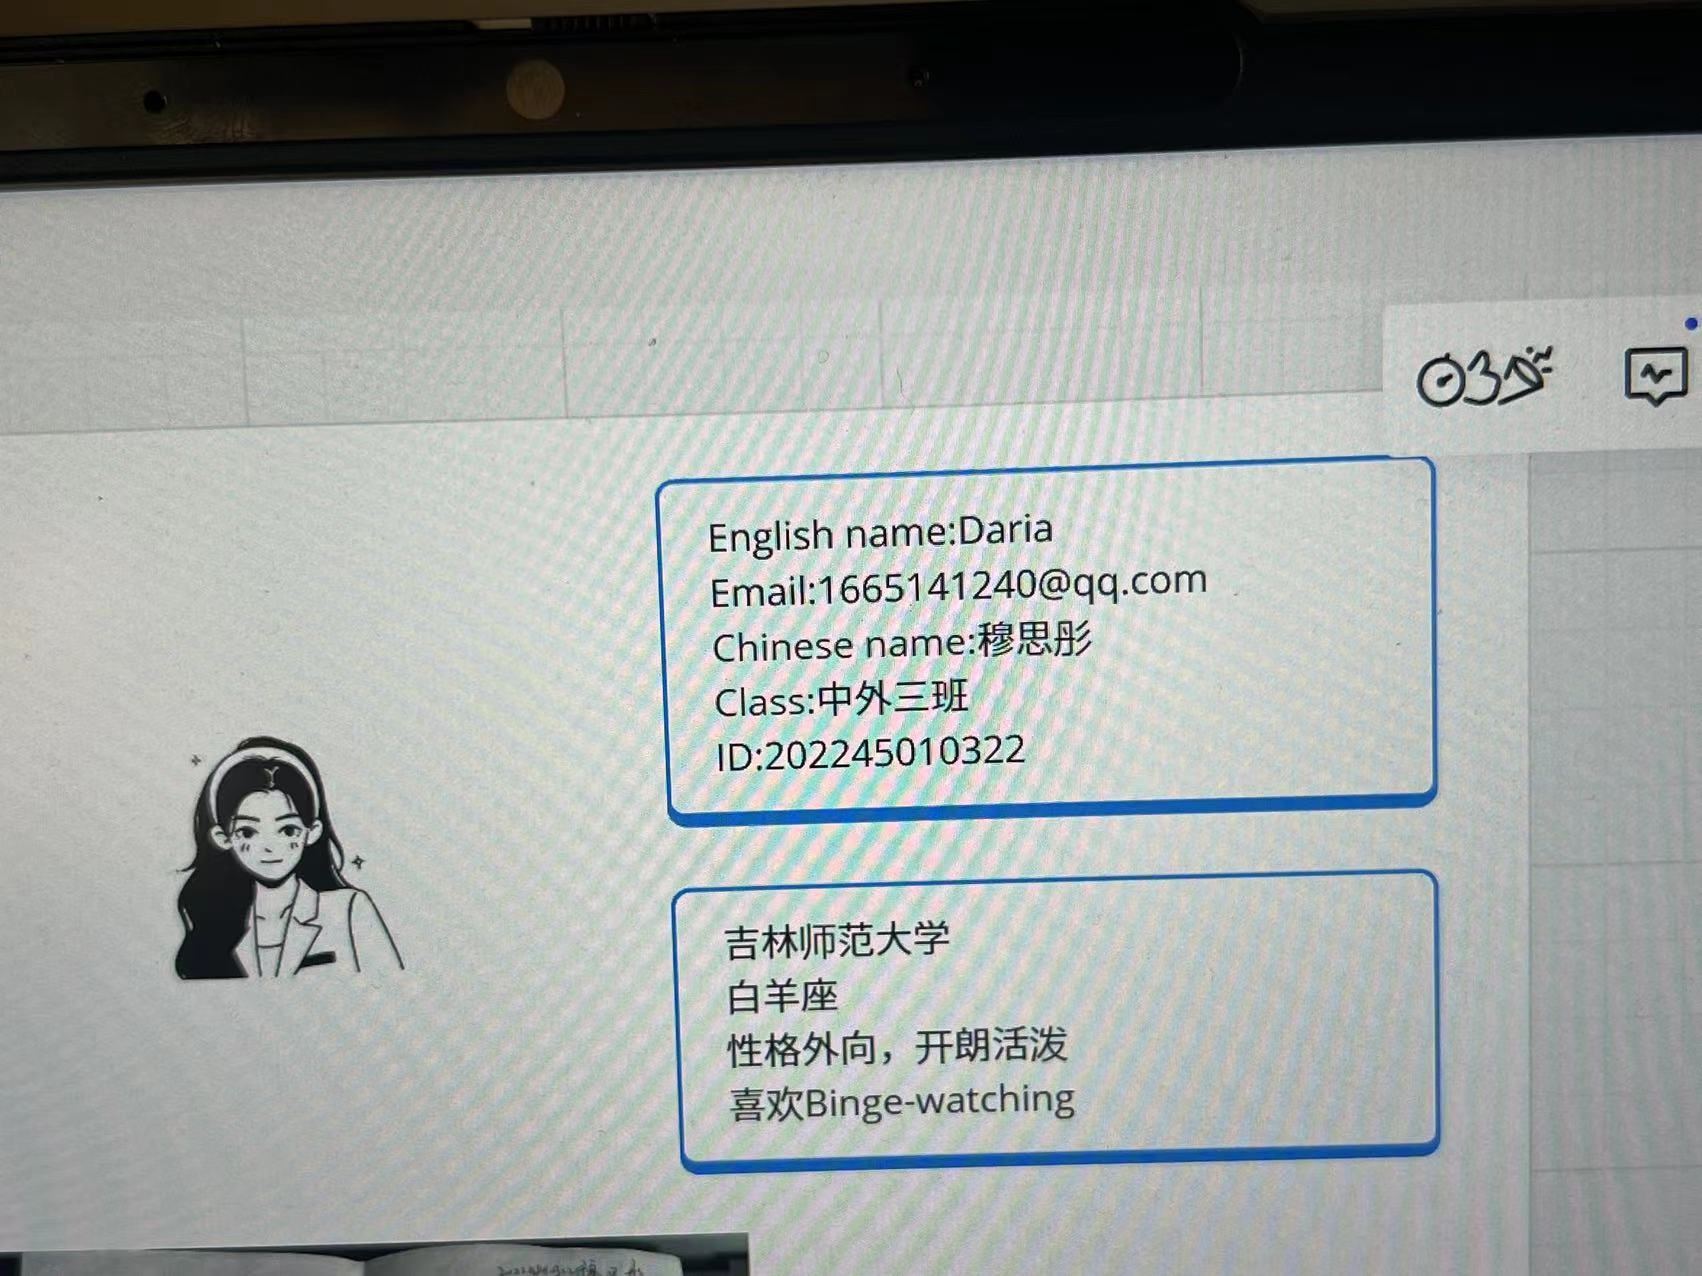 English name:Daria
Email:1665141240@qq.com
Chinese name:穆思彤
Class:中外三班
ID:202245010322
吉林师范大学
白羊座
性格外向，开朗活泼
喜欢Binge-watching